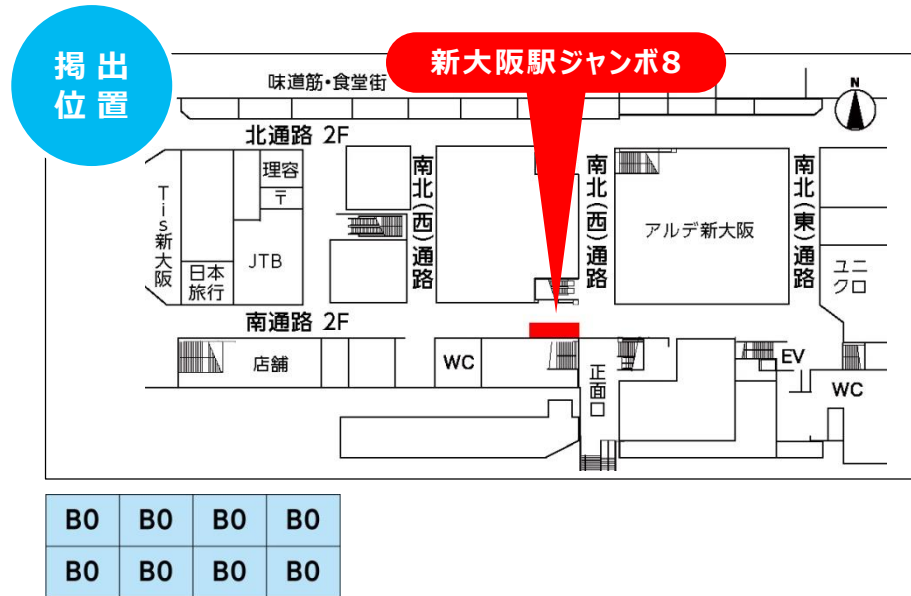 掲出
位置
新大阪駅ジャンボ8
味道筋・食堂街
N
北通路 2F
理容
〒
Tis新大阪
JTB
日本
旅行
南北(西)通路
南北(西)通路
アルデ新大阪
南北(東)通路
ユニ
クロ
南通路 2F
店舗
WC
正面口
EV
WC
B0 B0 B0 B0
B0 B0 B0 B0